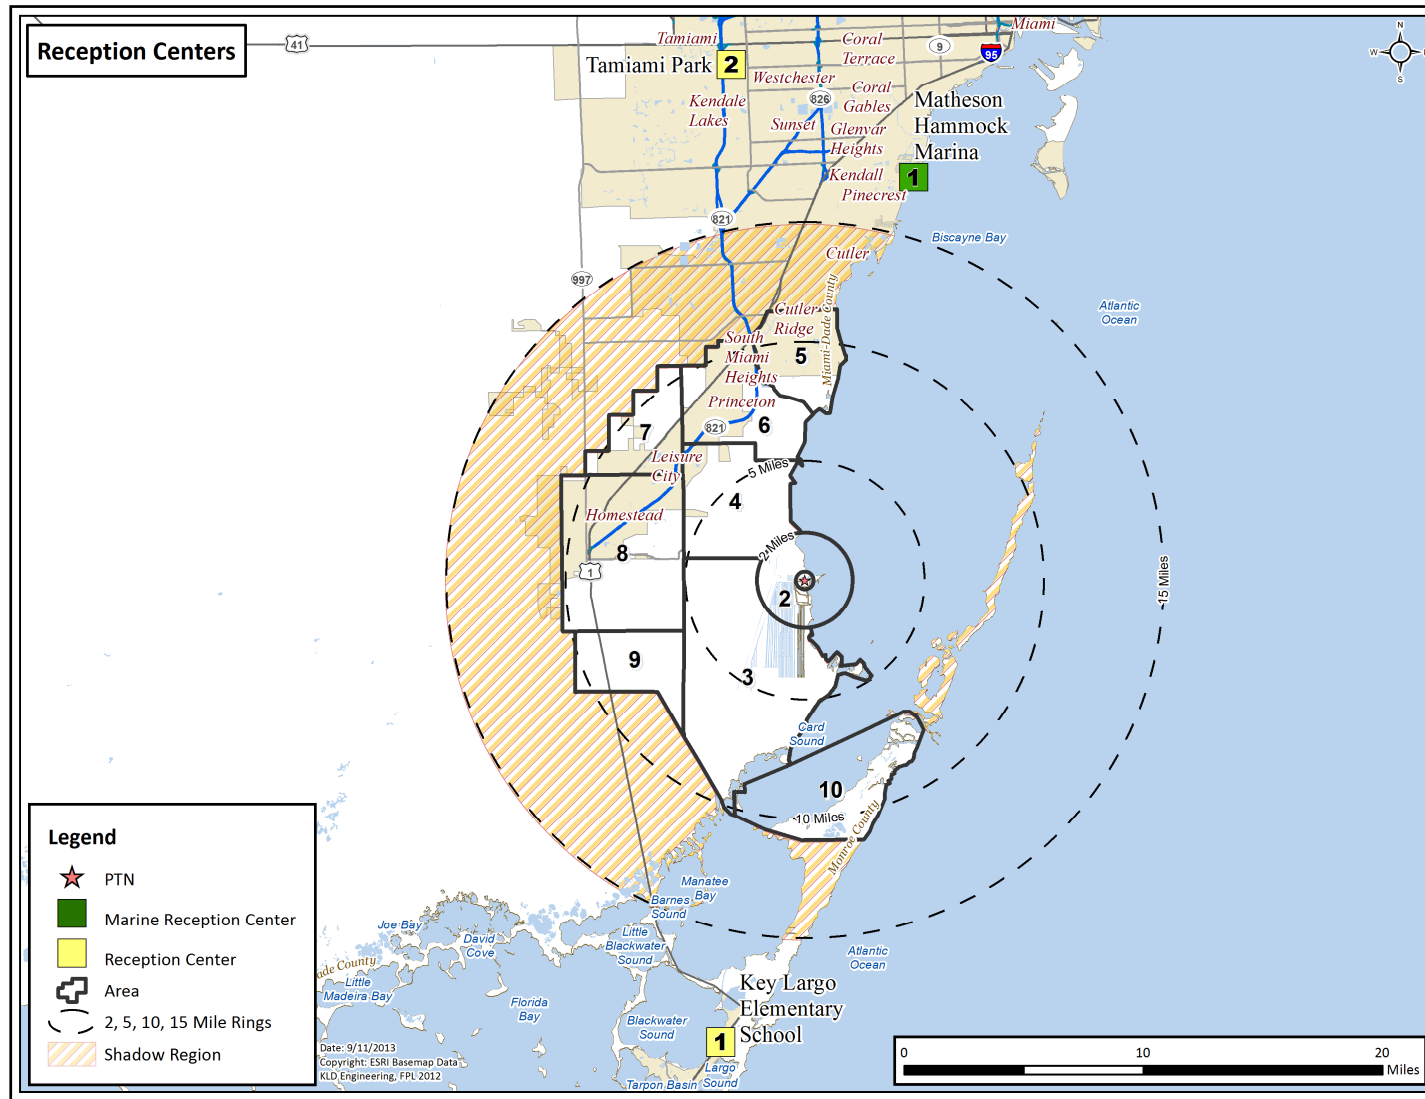 Reception Centers
41
Tamiami
Miami
Coral
Terrace
9
95
N
W
S
Tamiami Park
2
Westchester
Coral
Gables
826
Kendale
Lakes
Sunset
Glenvar
Heights
Matheson
Hammock
Marina
1
Kendall
Pinecrest
821
Biscayne Bay
Cutler
997
Atlantic
Ocean
Miami-Dade County
Cutler
Ridge
South
Miami
Heights
5
Princeton
821
6
7
Leisure
City
5 Miles
4
Homestead
8
2 Miles
1
2
15 Miles
9
3
Card
Sound
10
10 Miles
Monroe County
Manatee
Bay
Barnes
Sound
Joe Bay
David
Cove
Little
Blackwater
Sound
Atlantic
Ocean
ade County
Little
Madeira Bay
Florida
Bay
Blackwater
Sound
Key Largo
Elementary
School
1
Largo
Sound
Tarpon Basin
Legend
PTN
Marine Reception Center
Reception Center
Area
2, 5, 10, 15 Mile Rings
Shadow Region
Date: 9/11/2013
Copyright: ESRI Basemap Data
KLD Engineering, FPL 2012
0 10 20
Miles